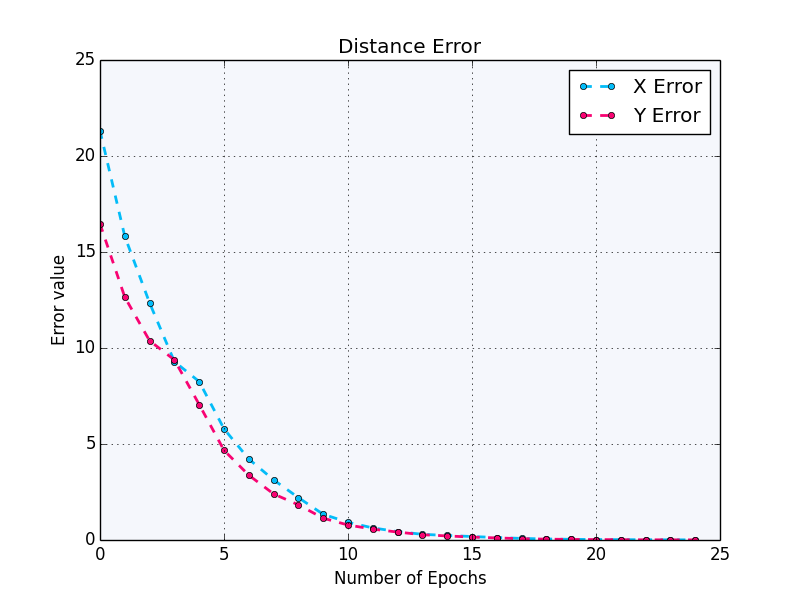 Distance Error
X Error
Y Error
25
20
15
10
5
0
Error value
0 5 10 15 20 25
Number of Epochs